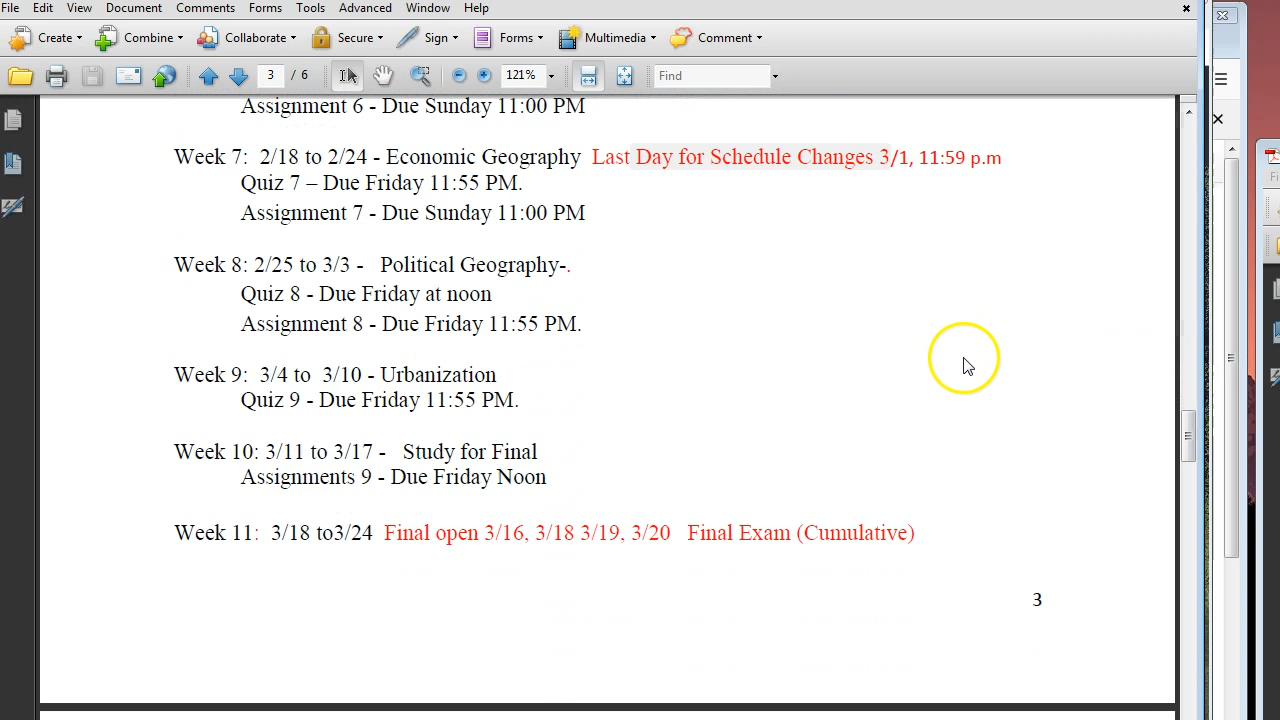 File Edit View Document Comments Forms Tools Advanced Window Help
Create Combine Collaborate Secure Sign Forms Multimedia Comment
3 / 6 121% Find
Assignment 6 - Due Sunday 11:00 PM
Week 7: 2/18 to 2/24 - Economic Geography Last Day for Schedule Changes 3/1, 11:59 p.m
Quiz 7 – Due Friday 11:55 PM.
Assignment 7 - Due Sunday 11:00 PM
Week 8: 2/25 to 3/3 - Political Geography-.
Quiz 8 - Due Friday at noon
Assignment 8 - Due Friday 11:55 PM.
Week 9: 3/4 to 3/10 - Urbanization
Quiz 9 - Due Friday 11:55 PM.
Week 10: 3/11 to 3/17 - Study for Final
Assignments 9 - Due Friday Noon
Week 11: 3/18 to3/24 Final open 3/16, 3/18 3/19, 3/20 Final Exam (Cumulative)
3